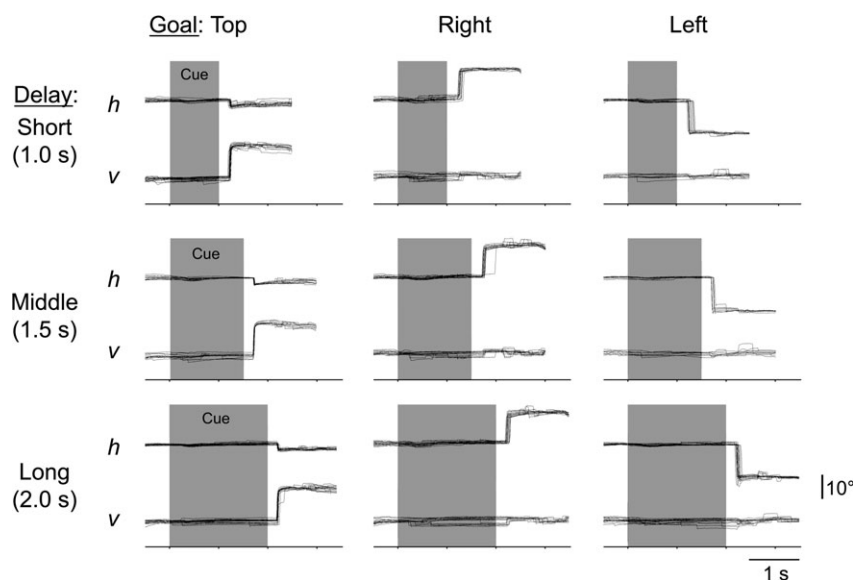 Goal: Top Right Left
Delay:
Short
(1.0 s)
Cue
h
v
Middle
(1.5 s)
Cue
h
v
Long
(2.0 s)
Cue
h
v
10°
1 s